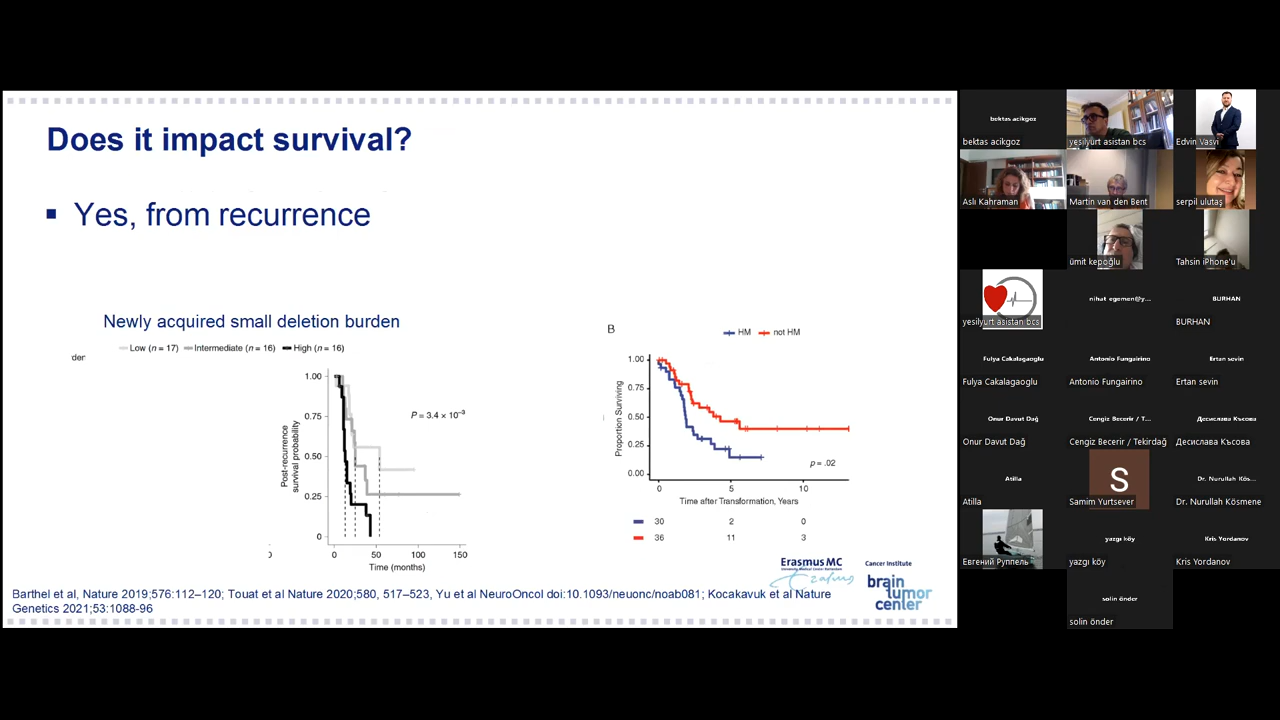 Does it impact survival?
Yes, from recurrence
Newly acquired small deletion burden
Low (n = 17) Intermediate (n = 16) High (n = 16)
den
1.00
0.75
0.50
0.25
0
Post-recurrence
survival probability
P = 3.4 × 10⁻³
0 50 100 150
Time (months)
B
HM not HM
1.00
0.75
0.50
0.25
0.00
Proportion Surviving
p = .02
0 5 10
Time after Transformation, Years
30 2 0
36 11 3
Erasmus MC
Cancer Institute
brain
tumor
center
Barthel et al, Nature 2019;576:112–120; Touat et al Nature 2020;580, 517–523, Yu et al NeuroOncol doi:10.1093/neuonc/noab081; Kocakavuk et al Nature
Genetics 2021;53:1088-96
bektas acikgoz
bektas acikgoz
yesilyurt asistan bcs
Edvin Vasvi
Aslı Kahraman
Martin van den Bent
serpil ulutaş
ümit kepoğlu
Tahsin iPhone'u
yesilyurt asistan bcs
nihat egemen@y...
BURHAN
BURHAN
Fulya Cakalagaoglu
Fulya Cakalagaoglu
Antonio Fungairino
Antonio Fungairino
Ertan sevin
Ertan sevin
Onur Davut Dağ
Onur Davut Dağ
Cengiz Becerir / T...
Cengiz Becerir / Tekirdağ
Десислава Късова
Десислава Късова
Atilla
Atilla
S
Samim Yurtsever
Dr. Nurullah Kös...
Dr. Nurullah Kösmene
Евгений Руппель
yazgı köy
yazgı köy
Kris Yordanov
Kris Yordanov
solin önder
solin önder